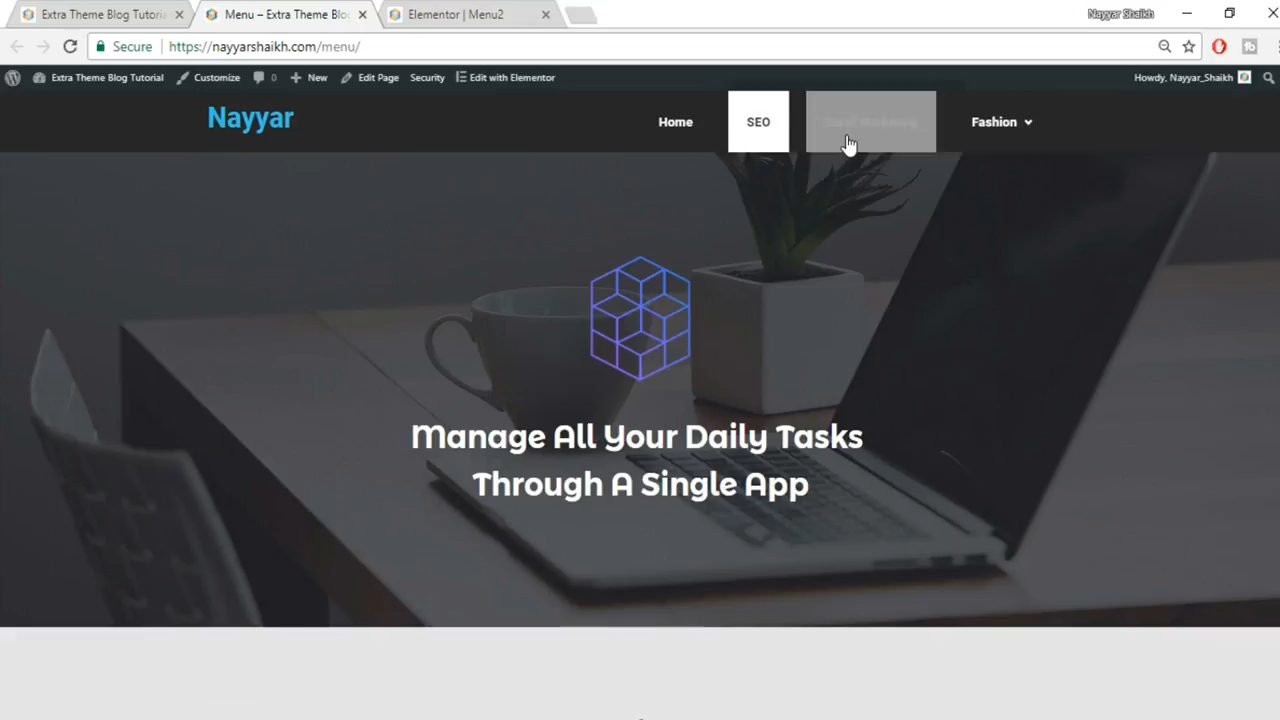 Extra Theme Blog Tutoria
Menu – Extra Theme Blo
Elementor | Menu2
Nayyar Shaikh
Secure
https://nayyarshaikh.com/menu/
Extra Theme Blog Tutorial
Customize
0
New
Edit Page
Security
Edit with Elementor
Howdy, Nayyar_Shaikh
Nayyar
Home
SEO
Fashion
Manage All Your Daily Tasks
Through A Single App